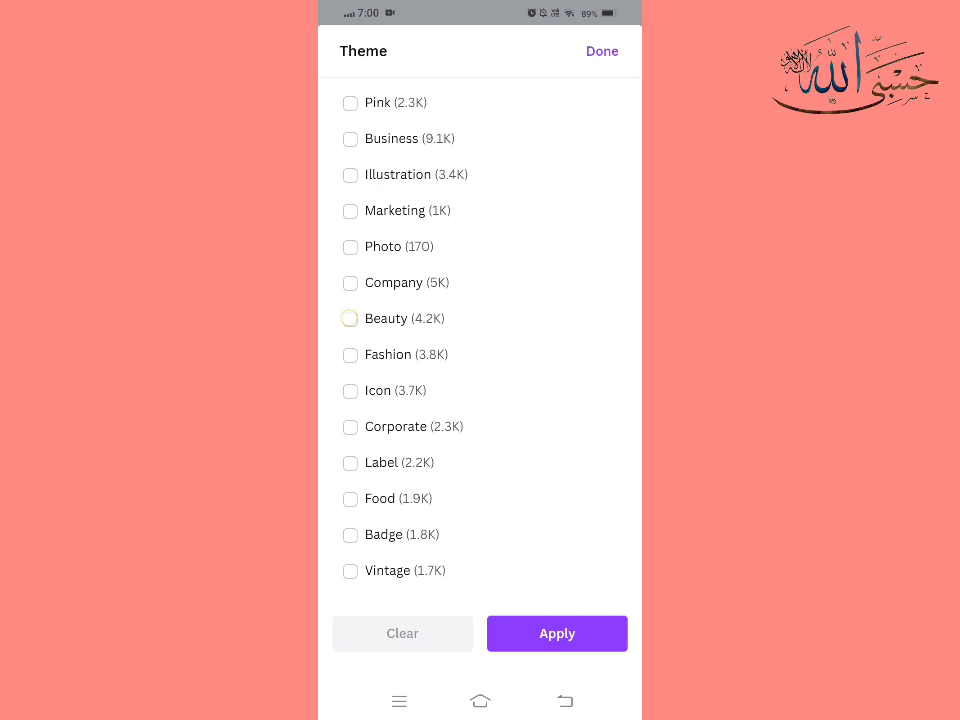 7:00 89%
Theme Done
Pink (2.3K)
Business (9.1K)
Illustration (3.4K)
Marketing (1K)
Photo (170)
Company (5K)
Beauty (4.2K)
Fashion (3.8K)
Icon (3.7K)
Corporate (2.3K)
Label (2.2K)
Food (1.9K)
Badge (1.8K)
Vintage (1.7K)
Clear Apply
حسبي الله